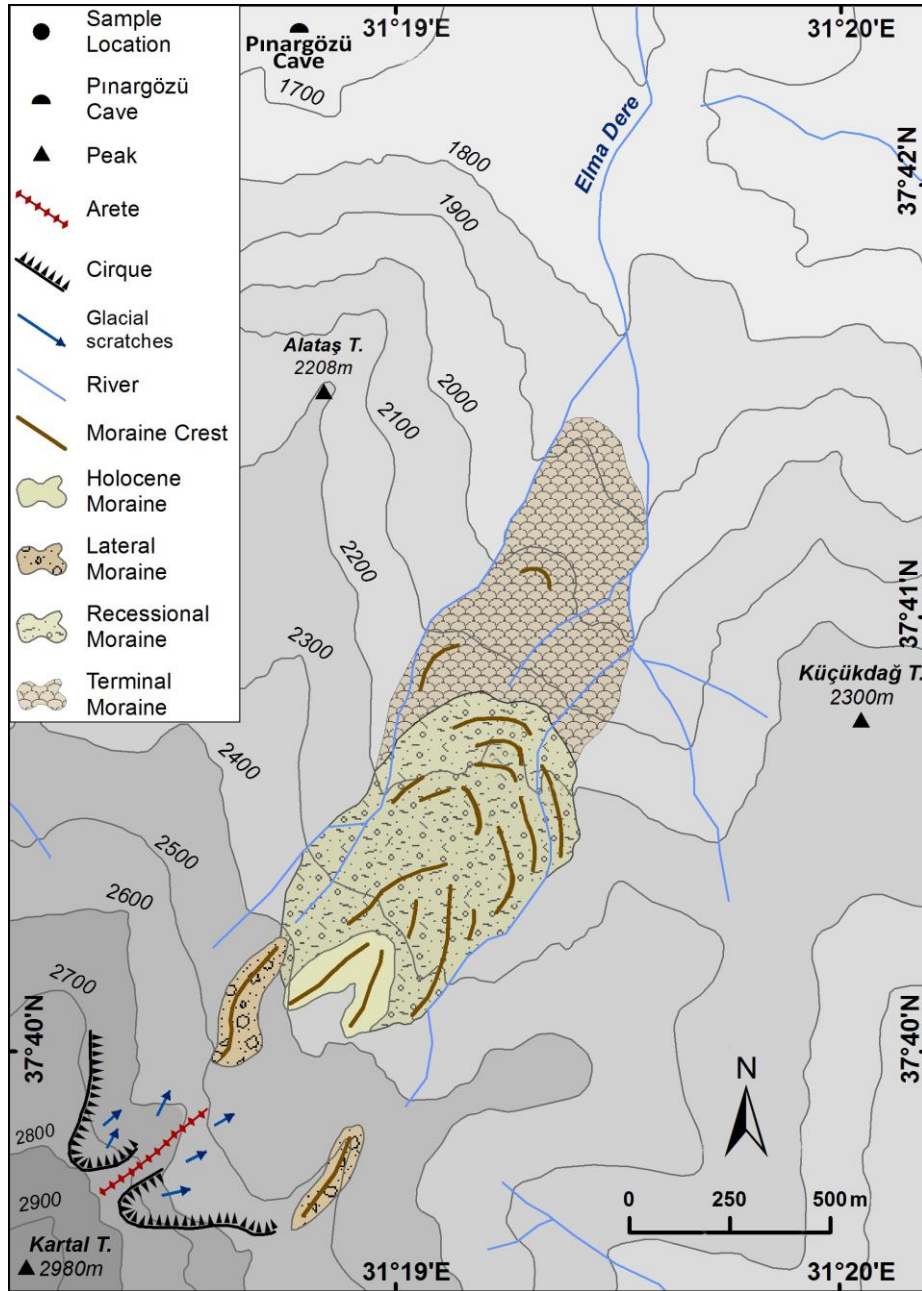 Sample
Location
Pınargözü
Cave
Peak
Arete
Cirque
Glacial
scratches
River
Moraine Crest
Holocene
Moraine
Lateral
Moraine
Recessional
Moraine
Terminal
Moraine
31°19'E
31°20'E
Pınargözü
Cave
1700
Elma Dere
37°42'N
1800
1900
Alataş T.
2208m
2000
2100
2200
2300
37°41'N
Küçükdağ T.
2300m
2400
2500
2600
2700
37°40'N
37°40'N
N
2800
2900
0 250 500 m
Kartal T.
2980m
31°19'E
31°20'E